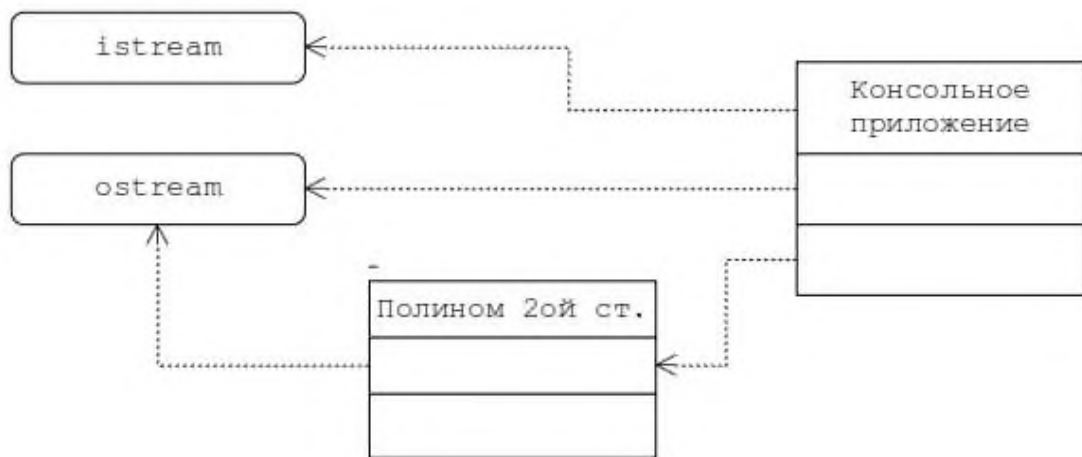 istream
Консольное
приложение
ostream
Полином 2ой ст.